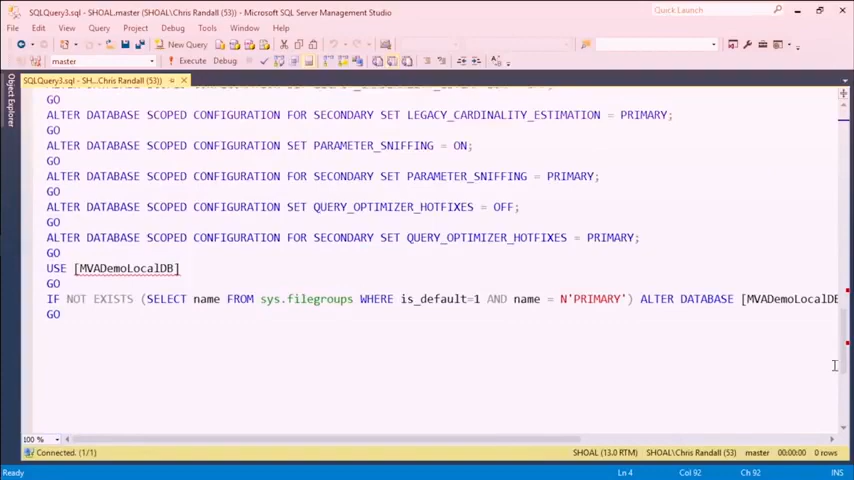 SQLQuery3.sql - SHOAL.master (SHOAL\Chris Randall (53)) - Microsoft SQL Server Management Studio
Quick Launch
File Edit View Query Project Debug Tools Window Help
New Query
master Execute Debug
SQLQuery3.sql - SH...Chris Randall (53))
Object Explorer
GO
ALTER DATABASE SCOPED CONFIGURATION FOR SECONDARY SET LEGACY_CARDINALITY_ESTIMATION = PRIMARY;
GO
ALTER DATABASE SCOPED CONFIGURATION SET PARAMETER_SNIFFING = ON;
GO
ALTER DATABASE SCOPED CONFIGURATION FOR SECONDARY SET PARAMETER_SNIFFING = PRIMARY;
GO
ALTER DATABASE SCOPED CONFIGURATION SET QUERY_OPTIMIZER_HOTFIXES = OFF;
GO
ALTER DATABASE SCOPED CONFIGURATION FOR SECONDARY SET QUERY_OPTIMIZER_HOTFIXES = PRIMARY;
GO
USE [MVADemoLocalDB]
GO
IF NOT EXISTS (SELECT name FROM sys.filegroups WHERE is_default=1 AND name = N'PRIMARY') ALTER DATABASE [MVADemoLocalDB
GO
100 %
Connected. (1/1) SHOAL (13.0 RTM) SHOAL\Chris Randall (53) master 00:00:00 0 rows
Ready Ln 4 Col 92 Ch 92 INS